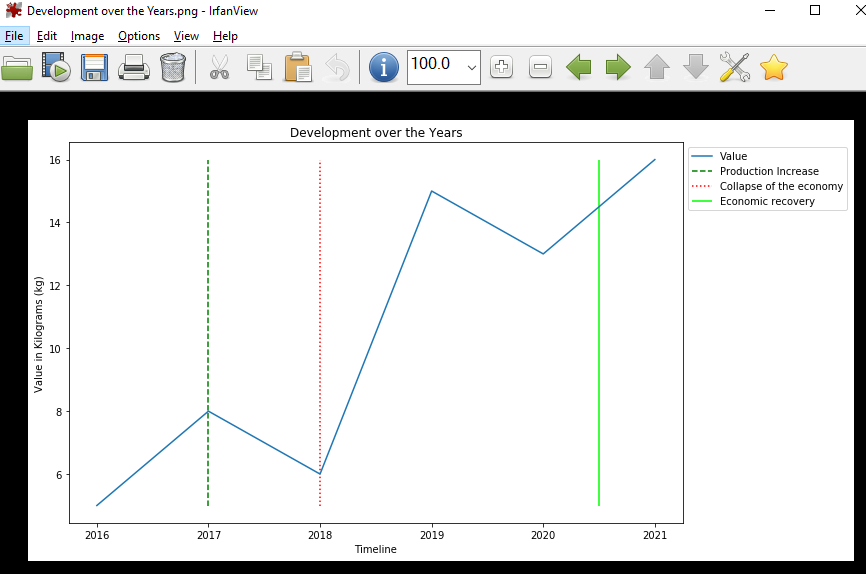 Development over the Years.png - IrfanView
File Edit Image Options View Help
100.0
Development over the Years
Value
Production Increase
Collapse of the economy
Economic recovery
Value in Kilograms (kg)
16
14
12
10
8
6
2016 2017 2018 2019 2020 2021
Timeline